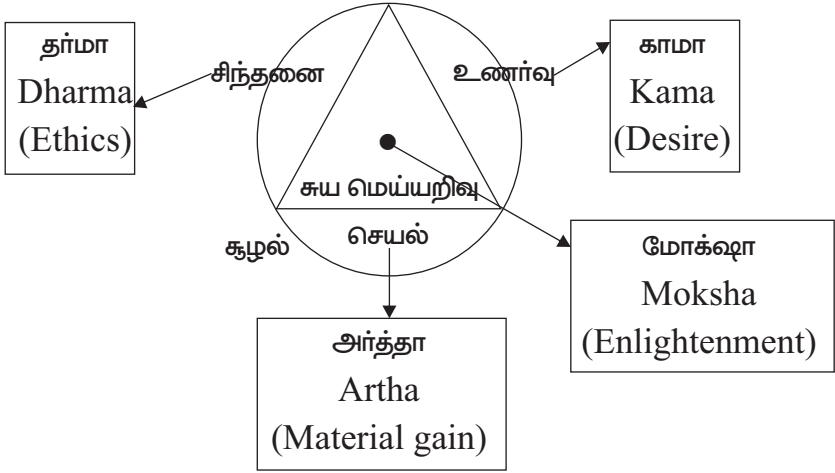 தர்மா
Dharma
(Ethics)
சிந்தனை
உணர்வு
காமா
Kama
(Desire)
சுய மெய்யறிவு
செயல்
சூழல்
மோக்ஷா
Moksha
(Enlightenment)
அர்த்தா
Artha
(Material gain)